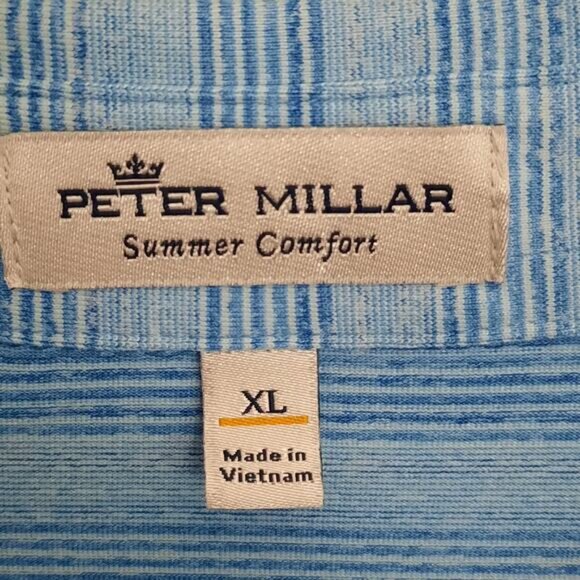 PETER MILLAR
Summer Comfort
XL
Made in
Vietnam